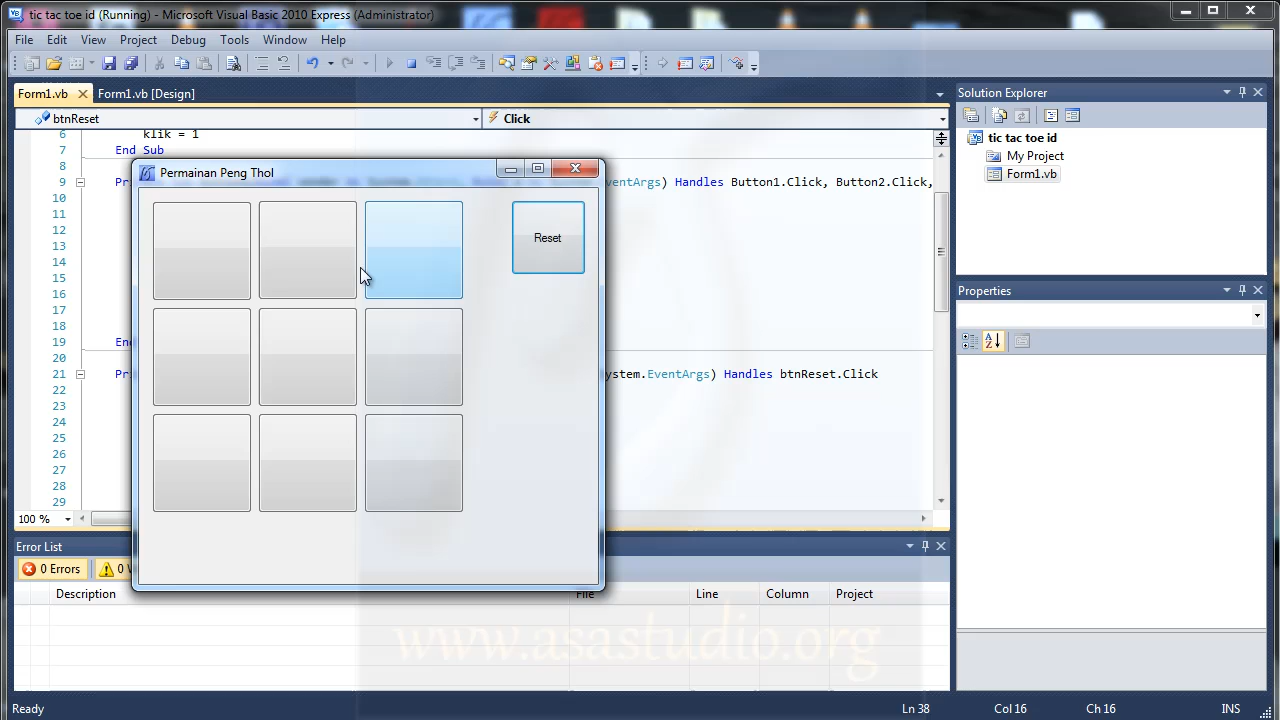 tic tac toe id (Running) - Microsoft Visual Basic 2010 Express (Administrator)
File Edit View Project Debug Tools Window Help
Form1.vb Form1.vb [Design]
btnReset Click
6 klik = 1
7 End Sub
8
9 Handles Button1.Click, Button2.Click,
10
11
12
13
14
15
16
17
18
19
20
21 ystem.EventArgs) Handles btnReset.Click
22
23
24
25
26
27
28
29
100 %
Permainan Peng Thol
Reset
Solution Explorer
tic tac toe id
My Project
Form1.vb
Properties
Error List
0 Errors
Description File Line Column Project
www.asastudio.org
Ready Ln 38 Col 16 Ch 16 INS